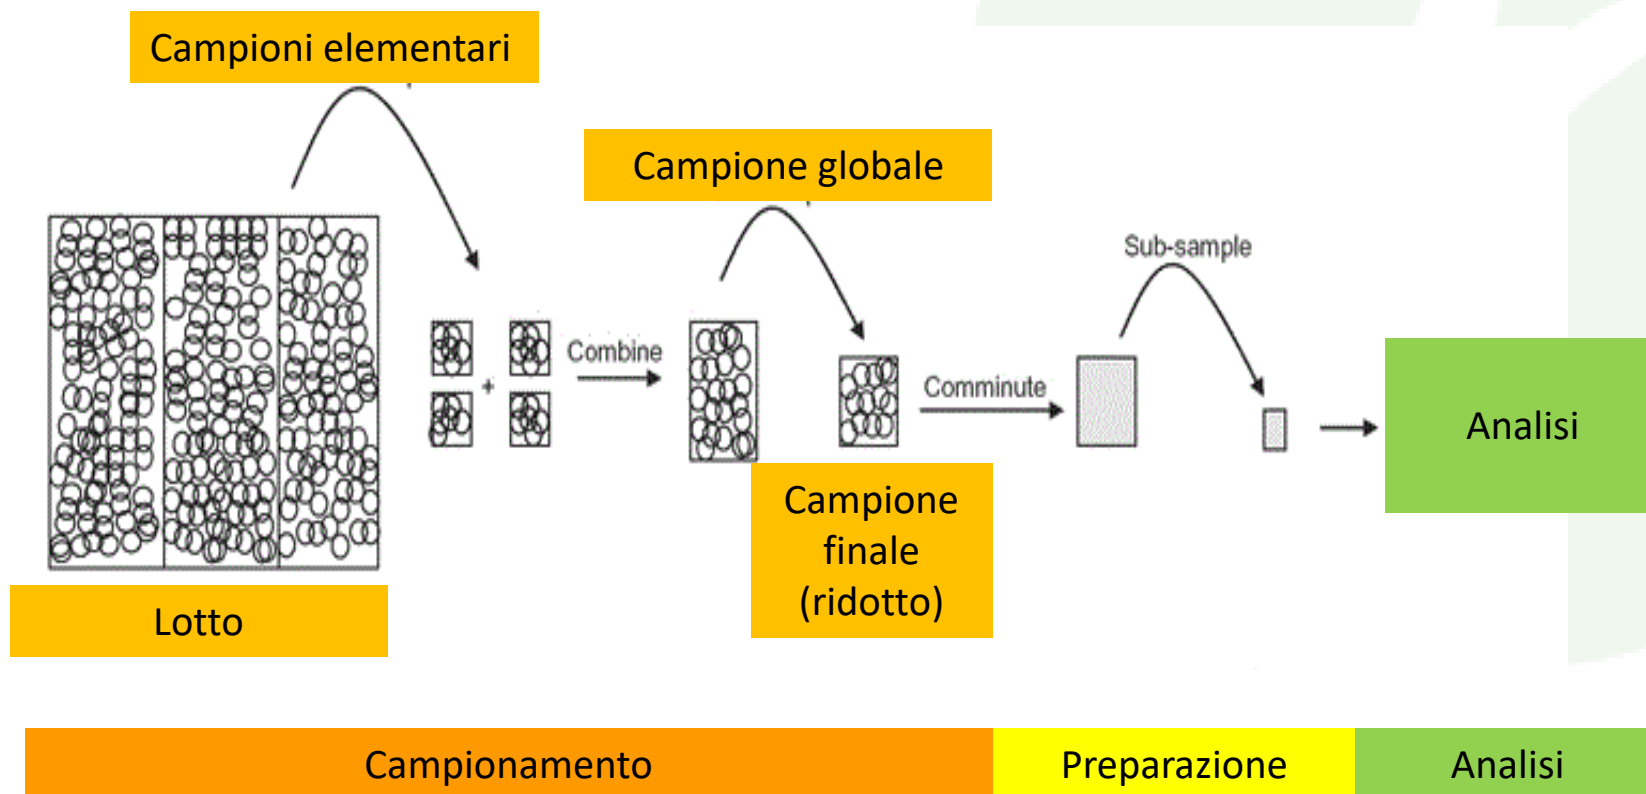 Campioni elementari
Campione globale
Sub-sample
Combine
Comminute
Analisi
Campione
finale
(ridotto)
+
Lotto
Campionamento
Preparazione
Analisi